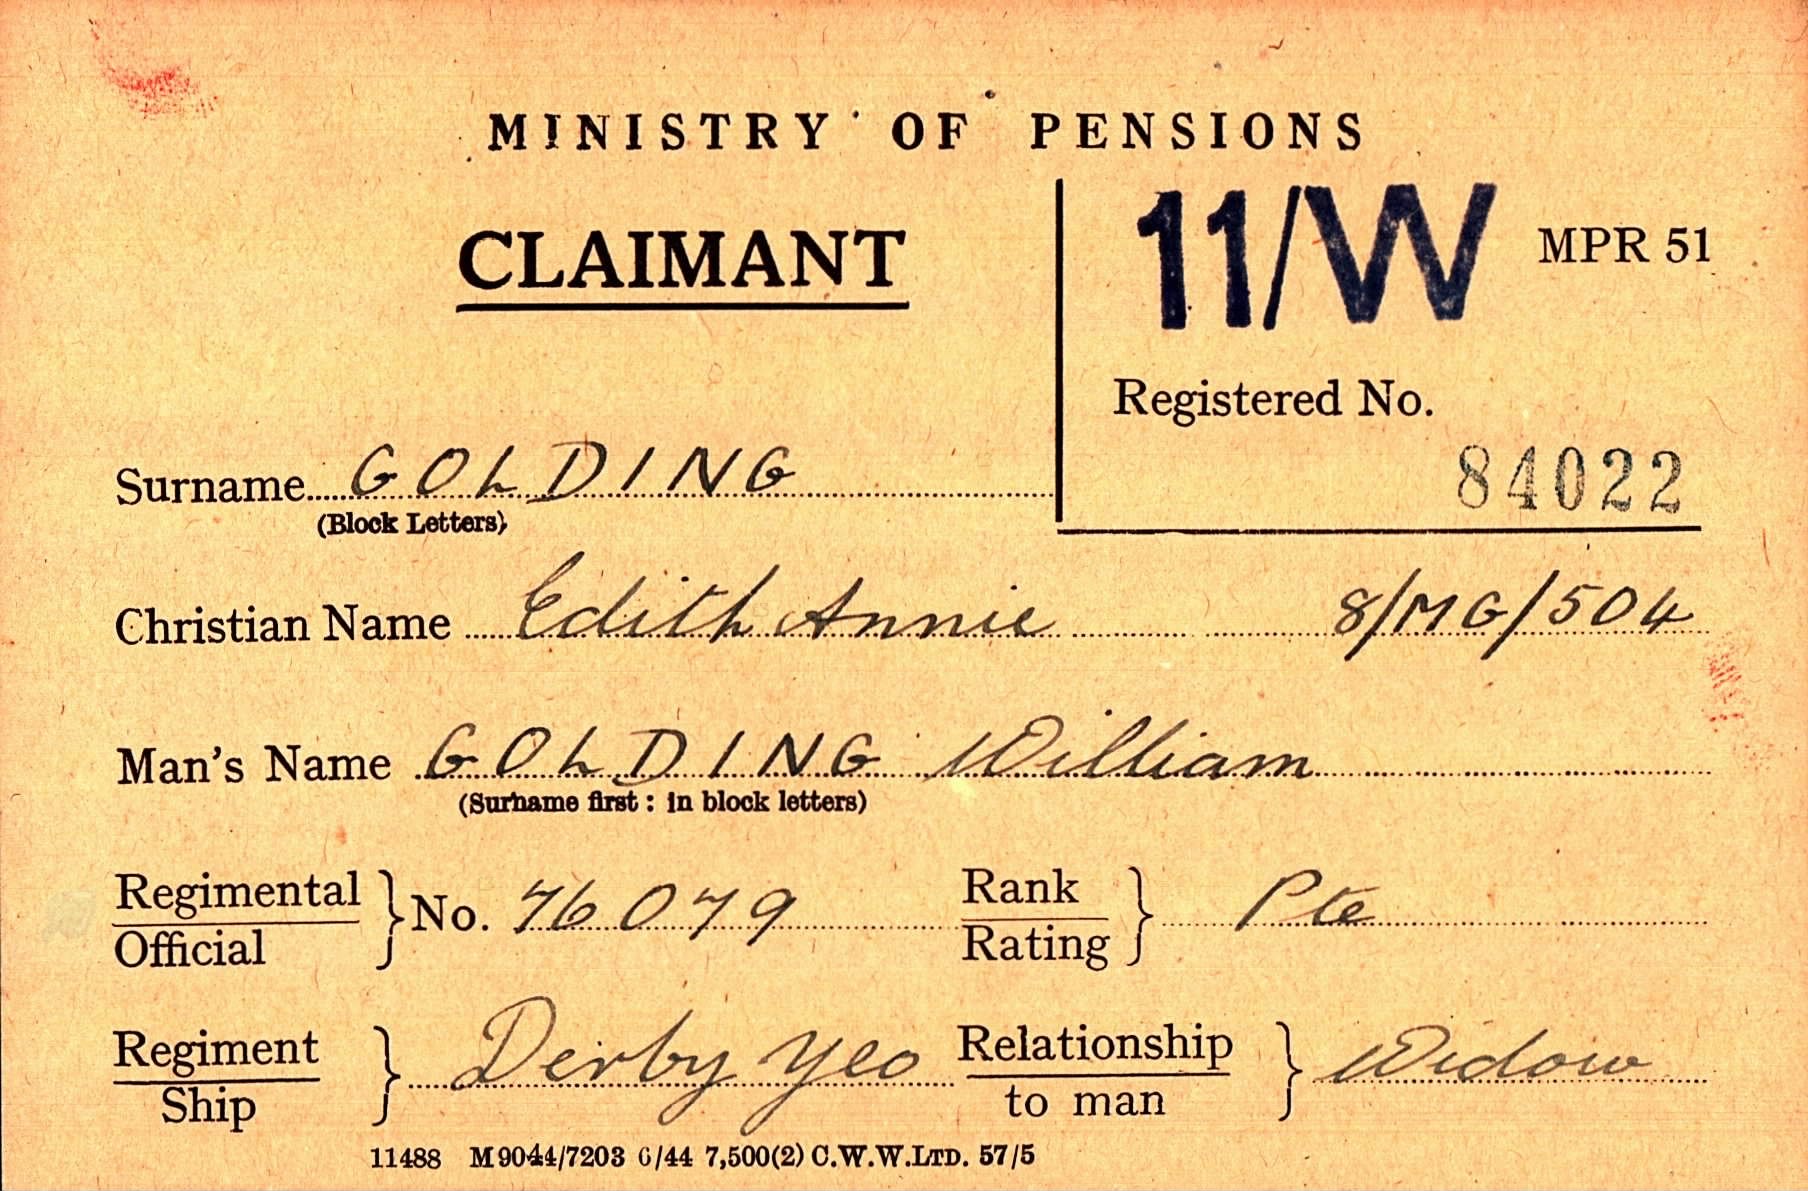 MINISTRY OF PENSIONS
CLAIMANT
11/W MPR 51
Registered No.
84022
Surname GOLDING
(Block Letters)
Christian Name Edith Annie 8/MG/504
Man's Name GOLDING William
(Surname first : in block letters)
Regimental
Official } No. 76079 Rank
Rating } Pte
Regiment
Ship } Derby Yeo Relationship
to man } Widow
11488 M9044/7203 6/44 7,500(2) C.W.W.LTD. 57/5